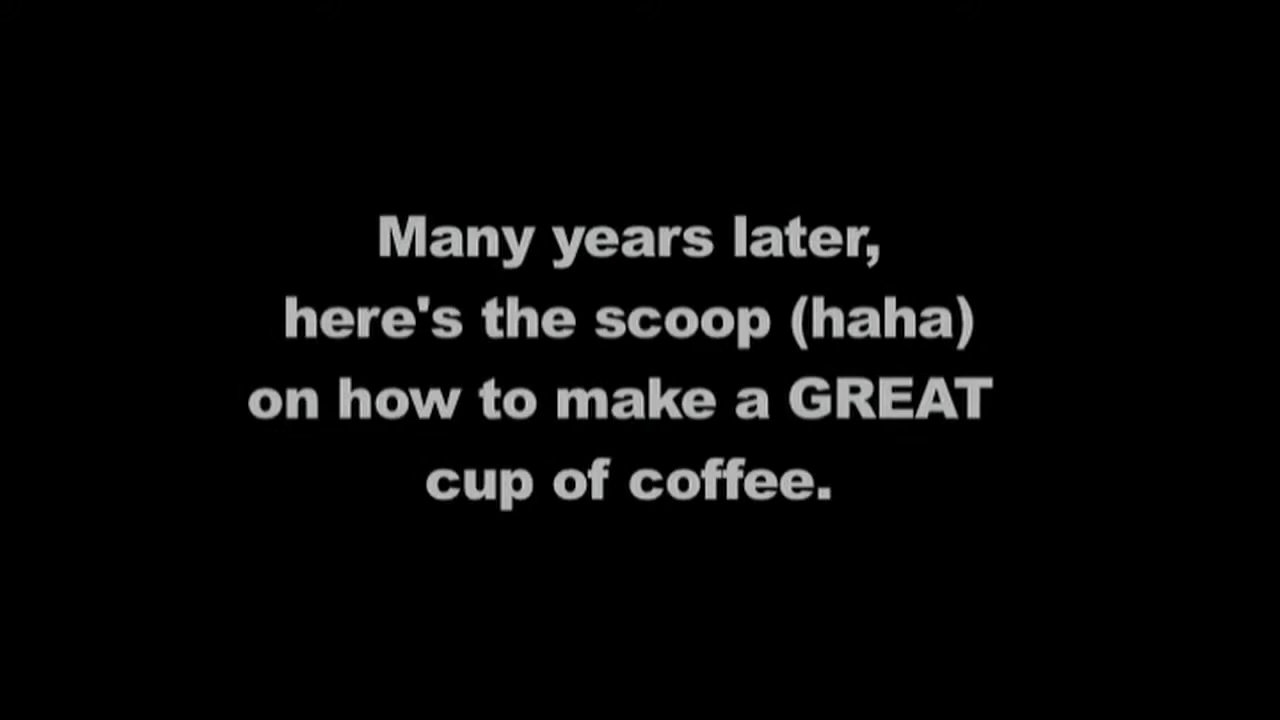 Many years later,
here's the scoop (haha)
on how to make a GREAT
cup of coffee.